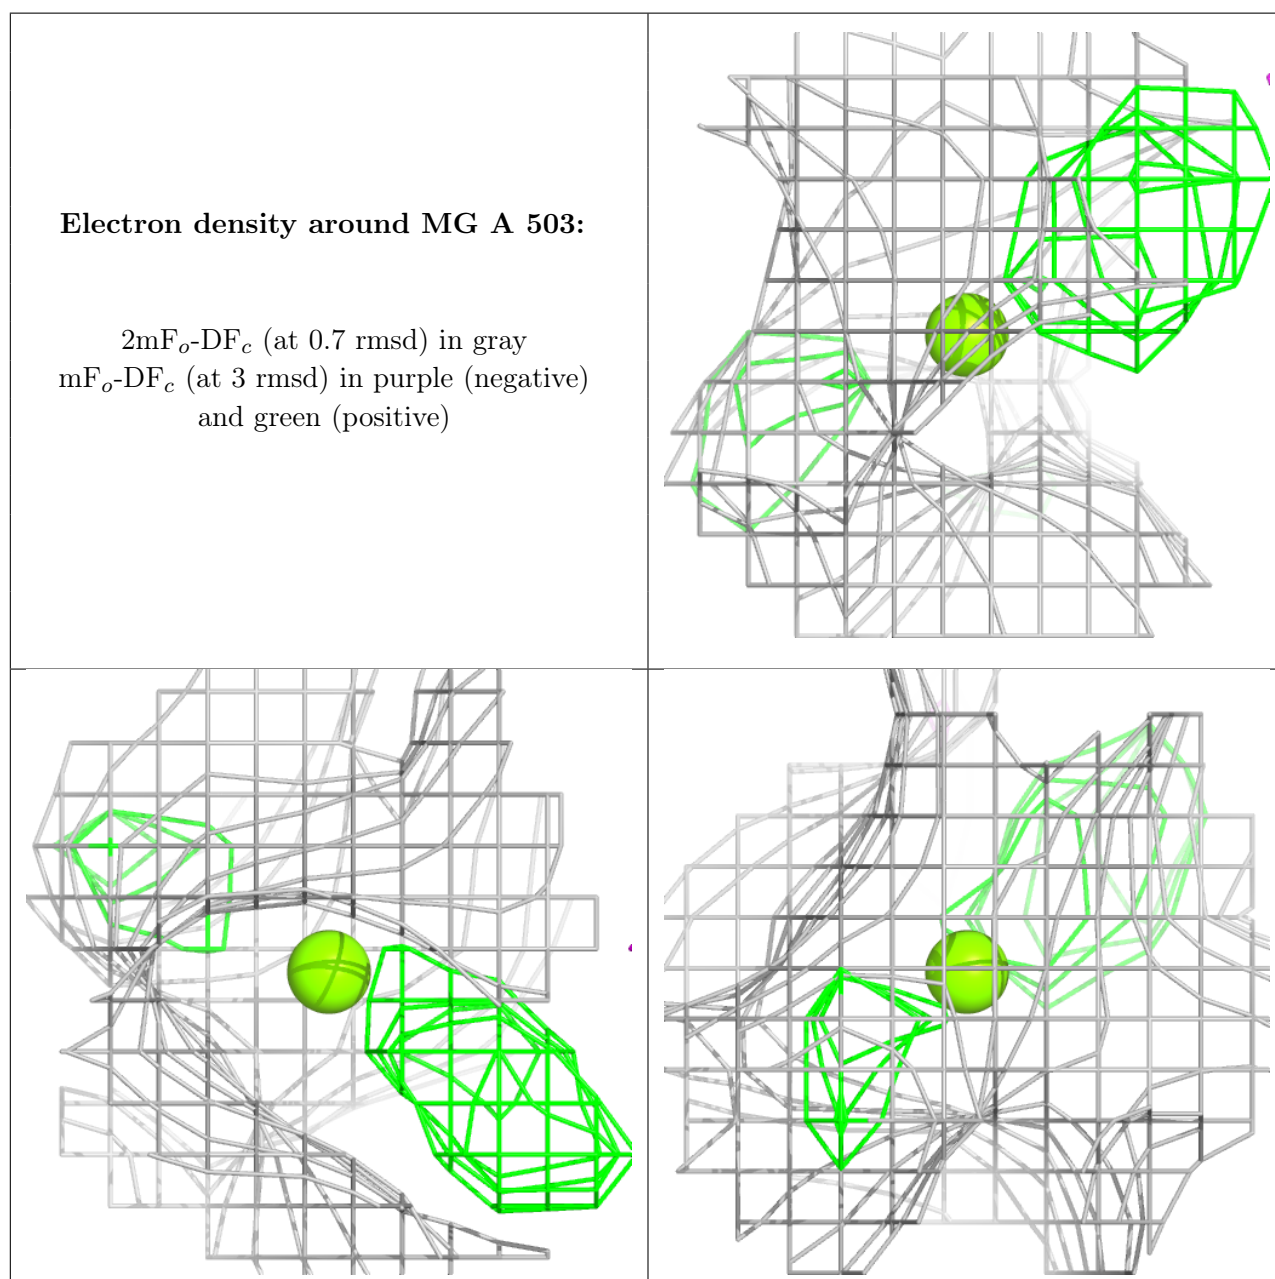 Electron density around MG A 503:
2mFₒ-DF𝒸 (at 0.7 rmsd) in gray
mFₒ-DF𝒸 (at 3 rmsd) in purple (negative)
and green (positive)